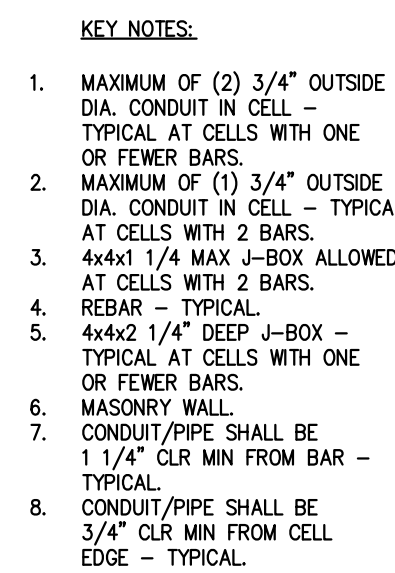 KEY NOTES:
1. MAXIMUM OF (2) 3/4" OUTSIDE
DIA. CONDUIT IN CELL –
TYPICAL AT CELLS WITH ONE
OR FEWER BARS.
2. MAXIMUM OF (1) 3/4" OUTSIDE
DIA. CONDUIT IN CELL – TYPICA
AT CELLS WITH 2 BARS.
3. 4x4x1 1/4 MAX J–BOX ALLOWED
AT CELLS WITH 2 BARS.
4. REBAR – TYPICAL.
5. 4x4x2 1/4" DEEP J–BOX –
TYPICAL AT CELLS WITH ONE
OR FEWER BARS.
6. MASONRY WALL.
7. CONDUIT/PIPE SHALL BE
1 1/4" CLR MIN FROM BAR –
TYPICAL.
8. CONDUIT/PIPE SHALL BE
3/4" CLR MIN FROM CELL
EDGE – TYPICAL.